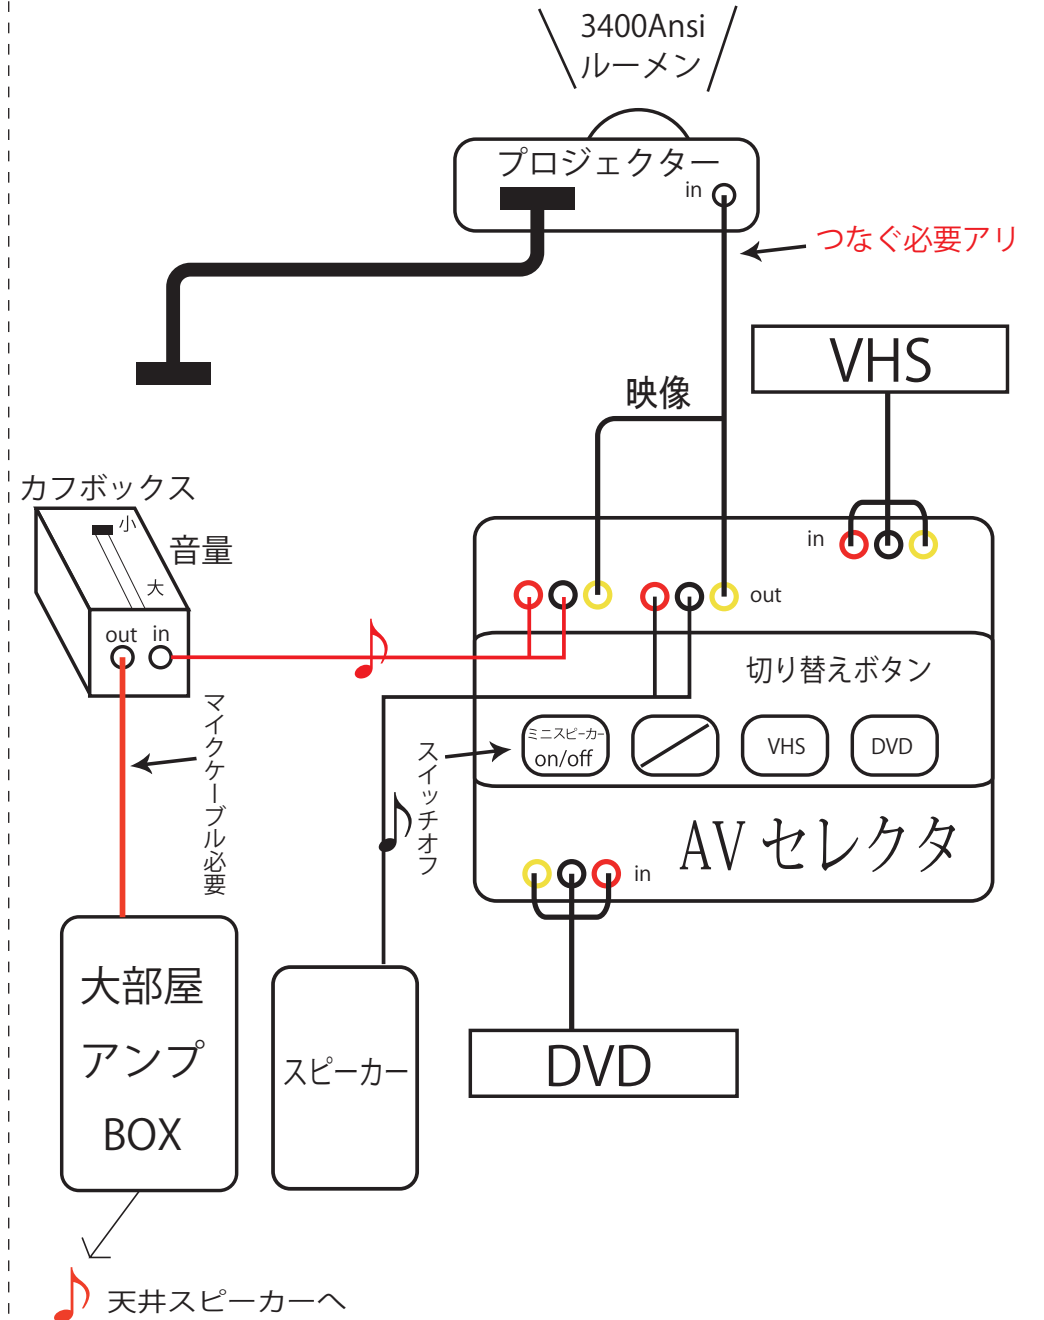 3400Ansi
ルーメン
プロジェクター
in
つなぐ必要アリ
VHS
映像
カフボックス
小
音量
大
in
out
out
in
切り替えボタン
マイクケーブル必要
スイッチオフ
ミニスピーカー
on/off
VHS
DVD
AVセレクタ
in
大部屋
アンプ
BOX
スピーカー
DVD
天井スピーカーへ